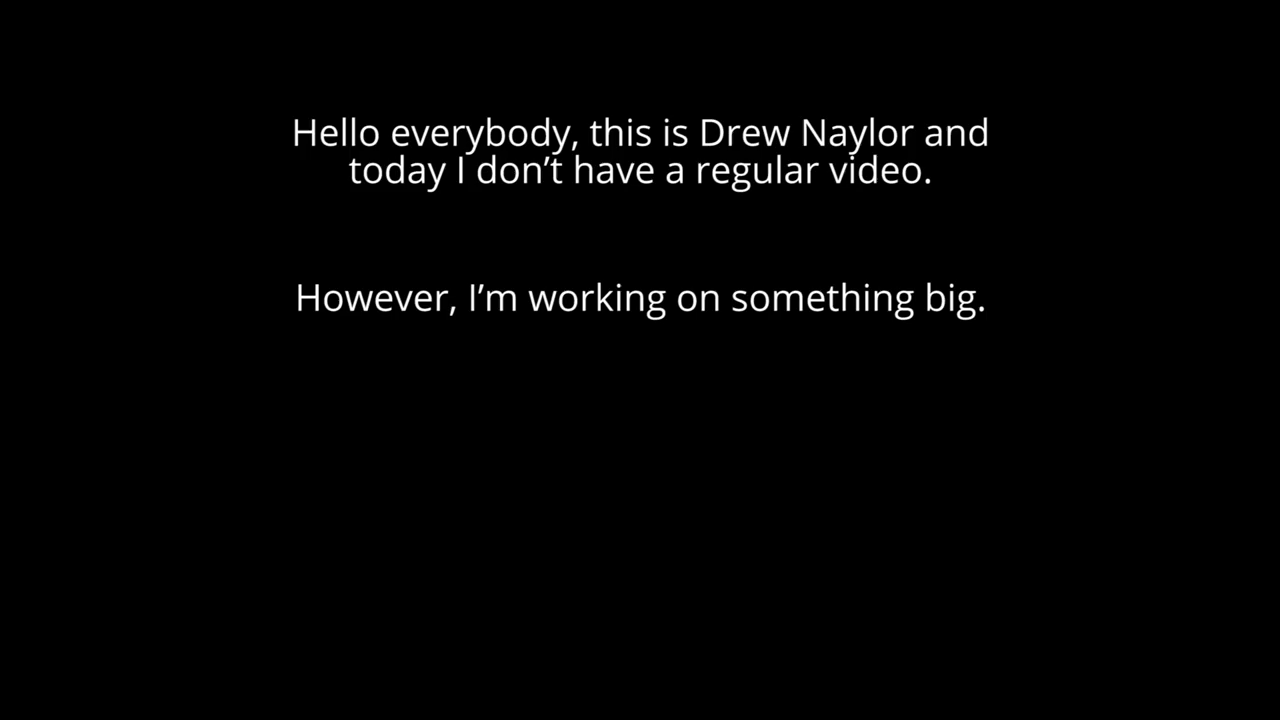 Hello everybody, this is Drew Naylor and
today I don’t have a regular video.
However, I’m working on something big.